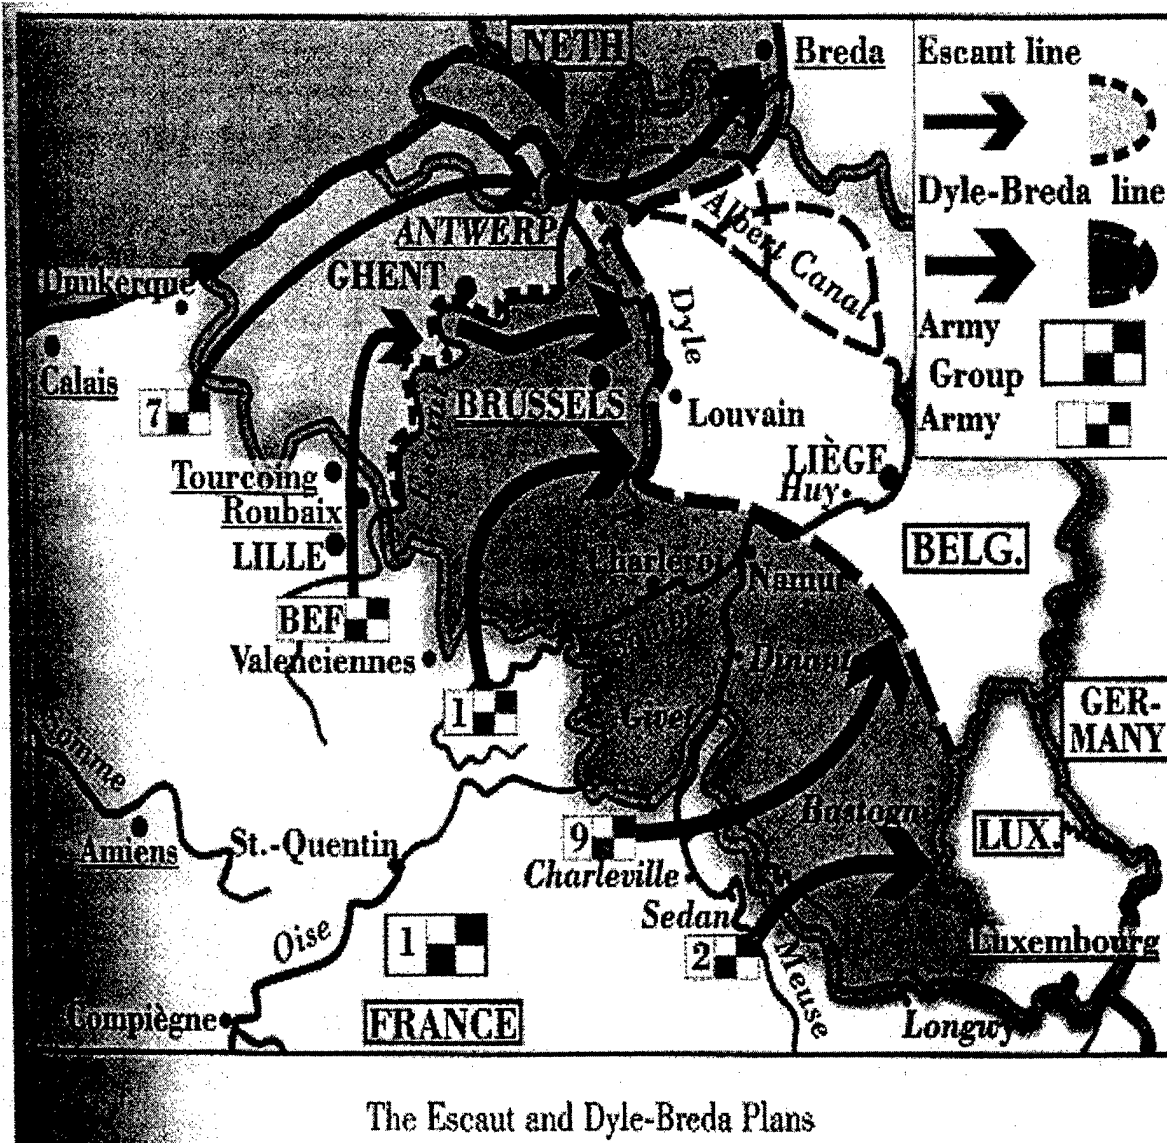 NETH
Breda
Escaut line
Dyle-Breda line
Army
Group
Army
Albert Canal
ANTWERP
GHENT
Dunkerque
Calais
7
Dyle
BRUSSELS
Louvain
LIÈGE
Huy
Tourcoing
Roubaix
LILLE
BELG.
Charleroi
Namur
BEF
Valenciennes
Dinant
1
Givet
GER-
MANY
Somme
Bastogne
Amiens
St.-Quentin
9
LUX.
Charleville
Sedan
Oise
1
2
Meuse
Luxembourg
Compiègne
FRANCE
Longwy
The Escaut and Dyle-Breda Plans